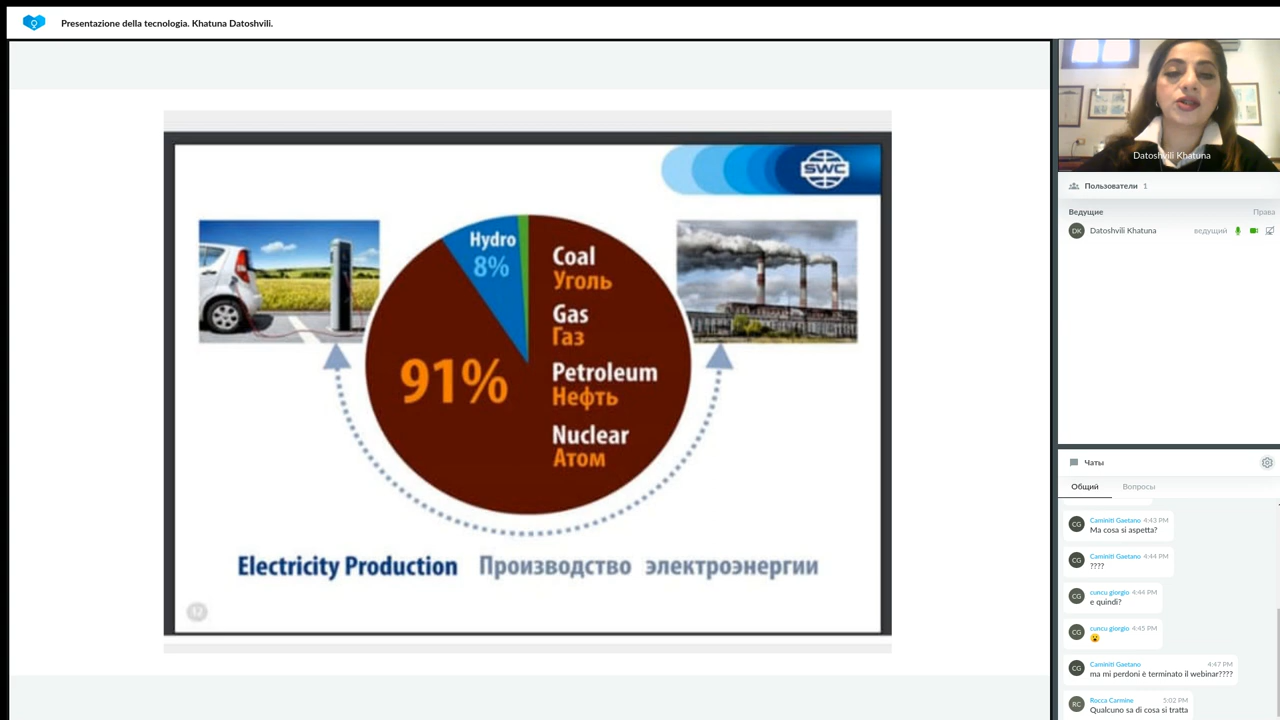 Presentazione della tecnologia. Khatuna Datoshvili.
SWC
Hydro
8%
91%
Coal
Уголь
Gas
Газ
Petroleum
Нефть
Nuclear
Атом
Electricity Production Производство электроэнергии
12
Datoshvili Khatuna
Пользователи 1
Ведущие Права
DK Datoshvili Khatuna ведущий
Чаты
Общий Вопросы
CG Caminiti Gaetano 4:43 PM
Ma cosa si aspetta?
CG Caminiti Gaetano 4:44 PM
????
CG cuncu giorgio 4:44 PM
e quindi?
CG cuncu giorgio 4:45 PM
😮
CG Caminiti Gaetano 4:47 PM
ma mi perdoni è terminato il webinar????
RC Rocca Carmine 5:02 PM
Qualcuno sa di cosa si tratta